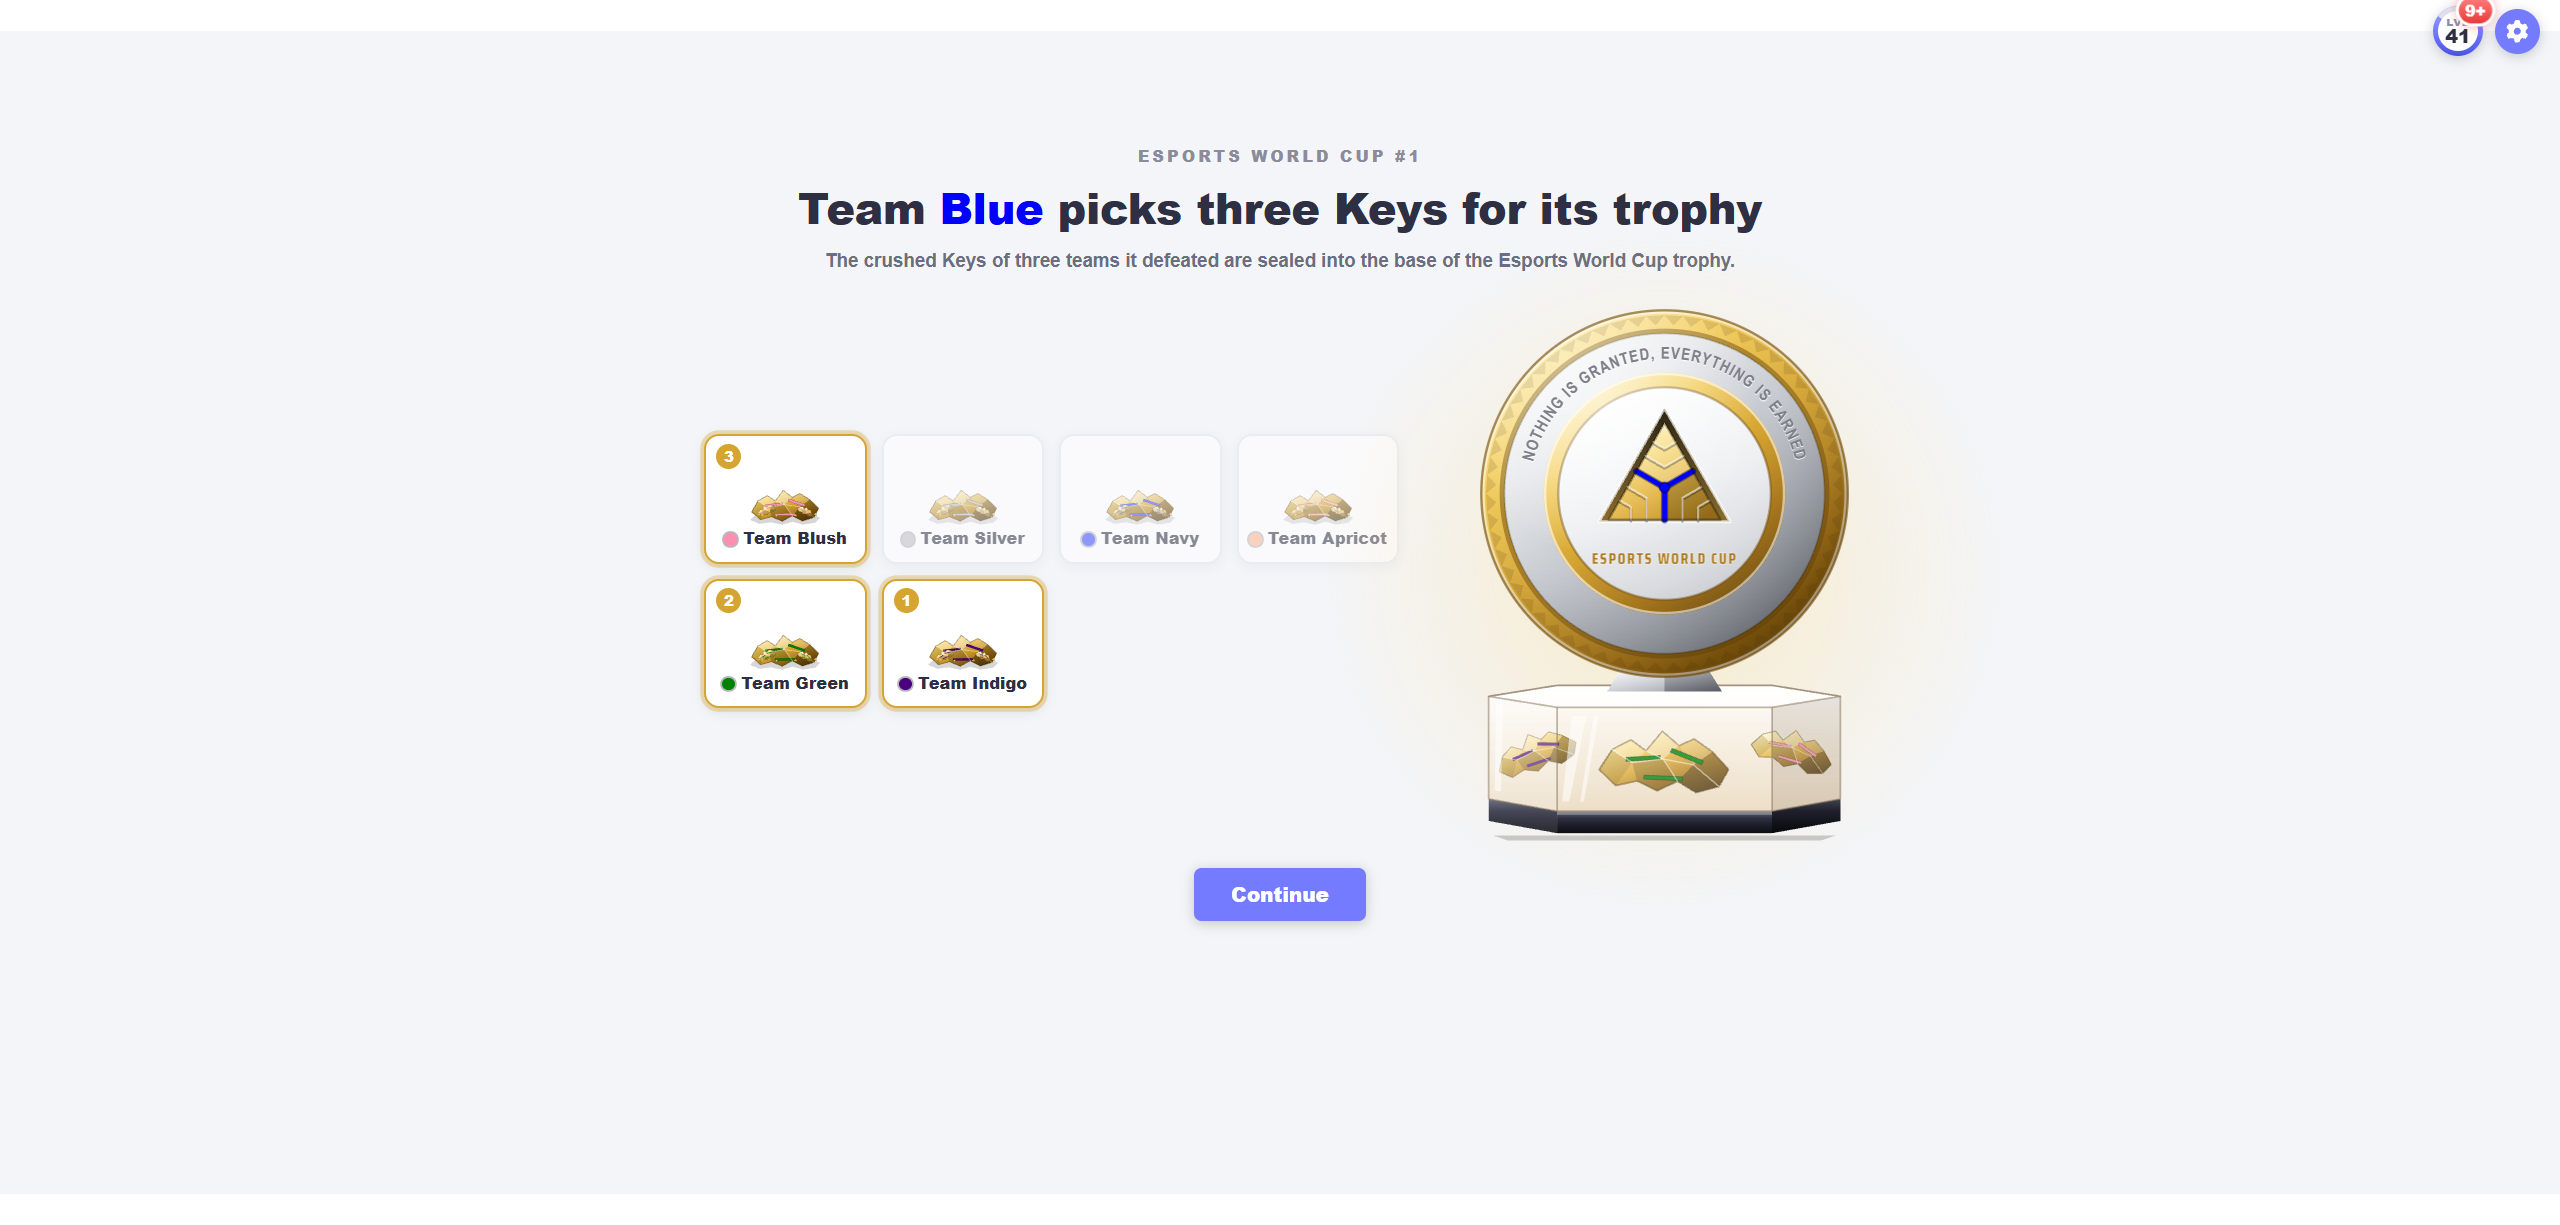 9+
LVL
41
ESPORTS WORLD CUP #1
Team Blue picks three Keys for its trophy
The crushed Keys of three teams it defeated are sealed into the base of the Esports World Cup trophy.
NOTHING IS GRANTED, EVERYTHING IS EARNED
ESPORTS WORLD CUP
3
Team Blush
Team Silver
Team Navy
Team Apricot
2
Team Green
1
Team Indigo
Continue